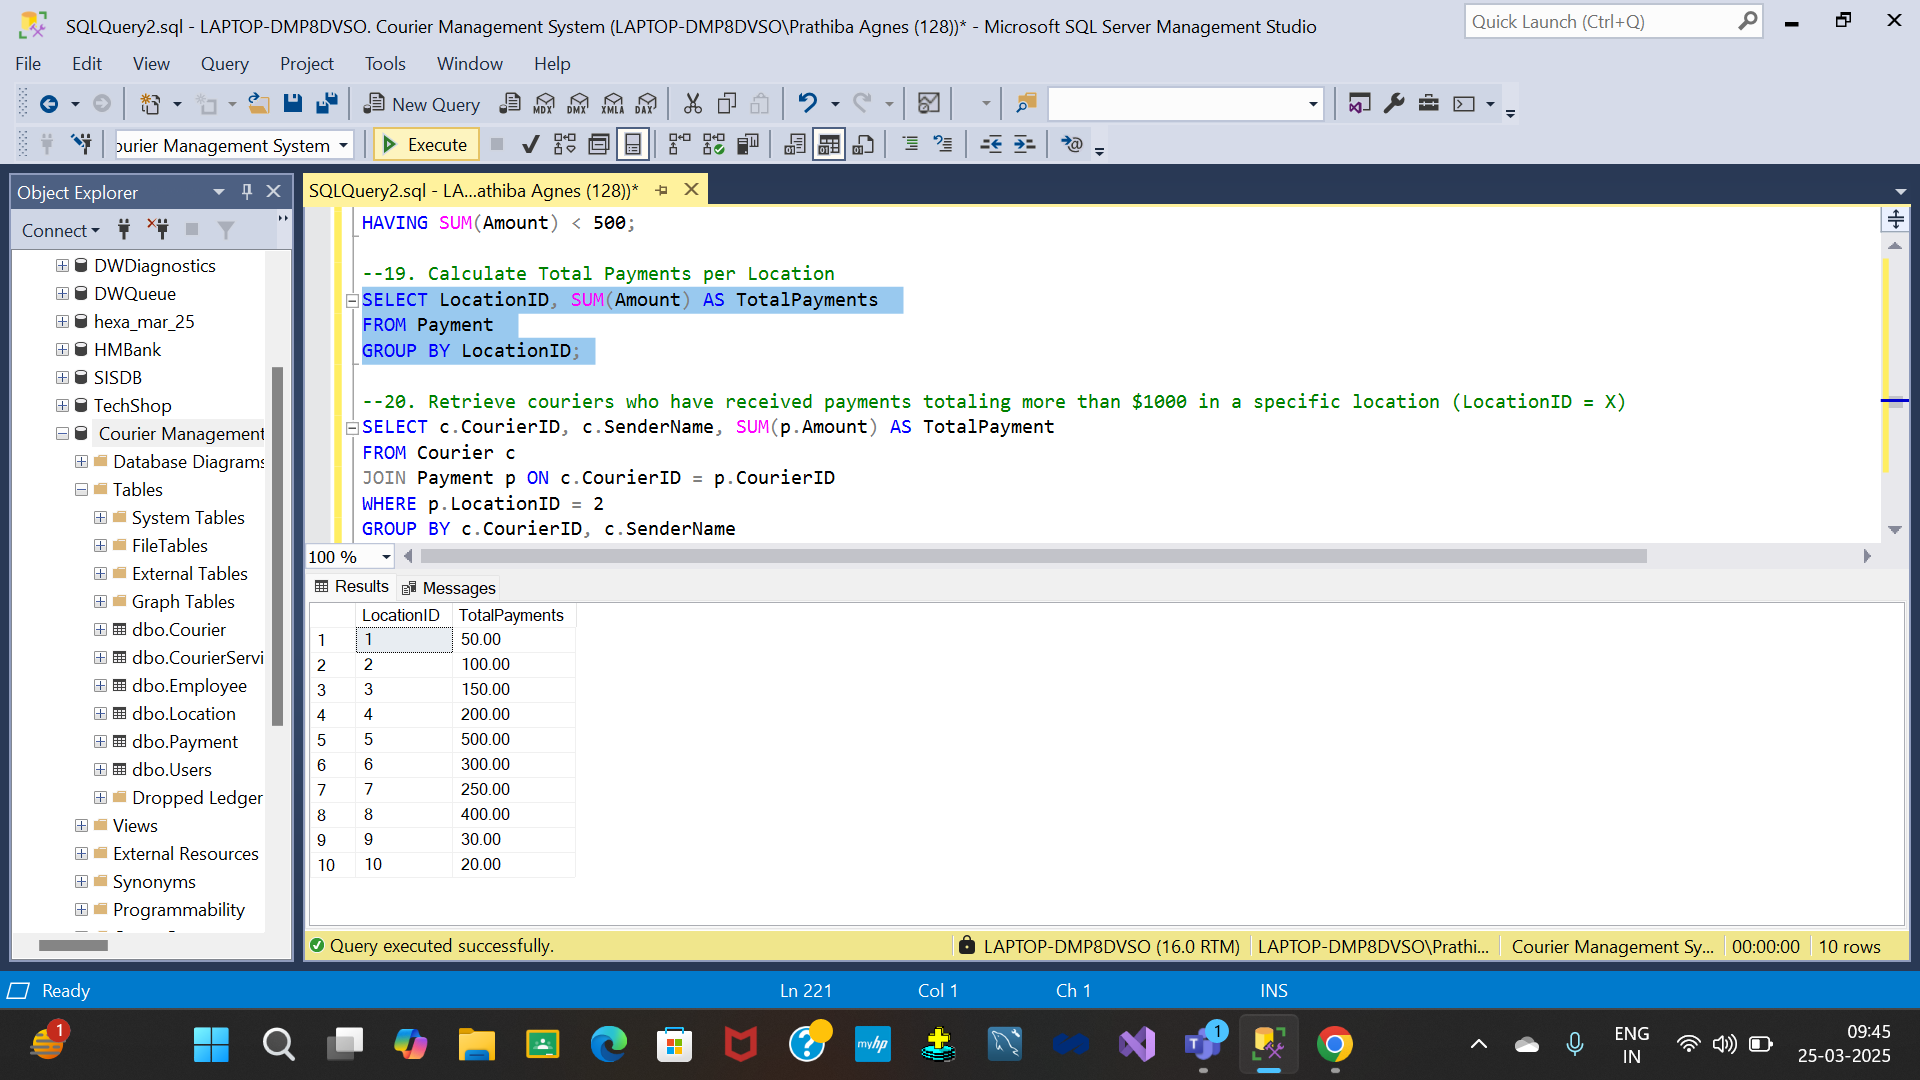 SQLQuery2.sql - LAPTOP-DMP8DVSO. Courier Management System (LAPTOP-DMP8DVSO\Prathiba Agnes (128))* - Microsoft SQL Server Management Studio
Quick Launch (Ctrl+Q)
File Edit View Query Project Tools Window Help
New Query MDX DMX XMLA DAX
ourier Management System Execute
Object Explorer
SQLQuery2.sql - LA...athiba Agnes (128))*
Connect
DWDiagnostics
DWQueue
hexa_mar_25
HMBank
SISDB
TechShop
Courier Management
Database Diagrams
Tables
System Tables
FileTables
External Tables
Graph Tables
dbo.Courier
dbo.CourierServi
dbo.Employee
dbo.Location
dbo.Payment
dbo.Users
Dropped Ledger
Views
External Resources
Synonyms
Programmability
HAVING SUM(Amount) < 500;
--19. Calculate Total Payments per Location
SELECT LocationID, SUM(Amount) AS TotalPayments
FROM Payment
GROUP BY LocationID;
--20. Retrieve couriers who have received payments totaling more than $1000 in a specific location (LocationID = X)
SELECT c.CourierID, c.SenderName, SUM(p.Amount) AS TotalPayment
FROM Courier c
JOIN Payment p ON c.CourierID = p.CourierID
WHERE p.LocationID = 2
GROUP BY c.CourierID, c.SenderName
100 %
Results Messages
LocationID TotalPayments
1 1 50.00
2 2 100.00
3 3 150.00
4 4 200.00
5 5 500.00
6 6 300.00
7 7 250.00
8 8 400.00
9 9 30.00
10 10 20.00
Query executed successfully. LAPTOP-DMP8DVSO (16.0 RTM) LAPTOP-DMP8DVSO\Prathi... Courier Management Sy... 00:00:00 10 rows
Ready Ln 221 Col 1 Ch 1 INS
1
myhp
1
ENG
IN
09:45
25-03-2025